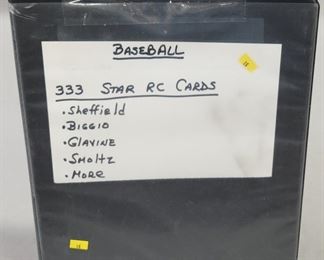 BASEBALL
333 STAR RC CARDS
• Sheffield
• BIGGIO
• GLAVINE
• SMOLTZ
• MORE